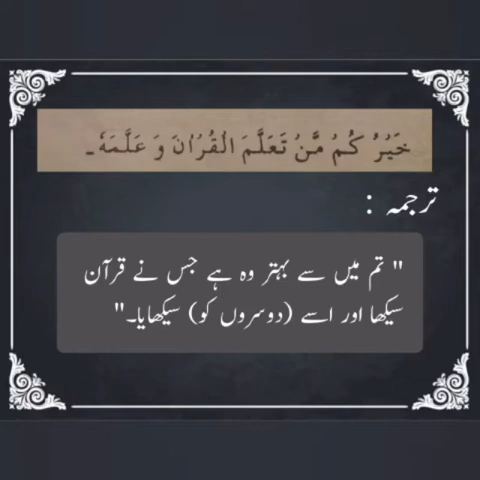 خَیْرُ کُمْ مَّنْ تَعَلَّمَ الْقُرْاٰنَ وَ عَلَّمَهٗ۔
ترجمہ :
" تم میں سے بہتر وہ ہے جس نے قرآن
سیکھا اور اسے (دوسروں کو) سیکھایا۔"